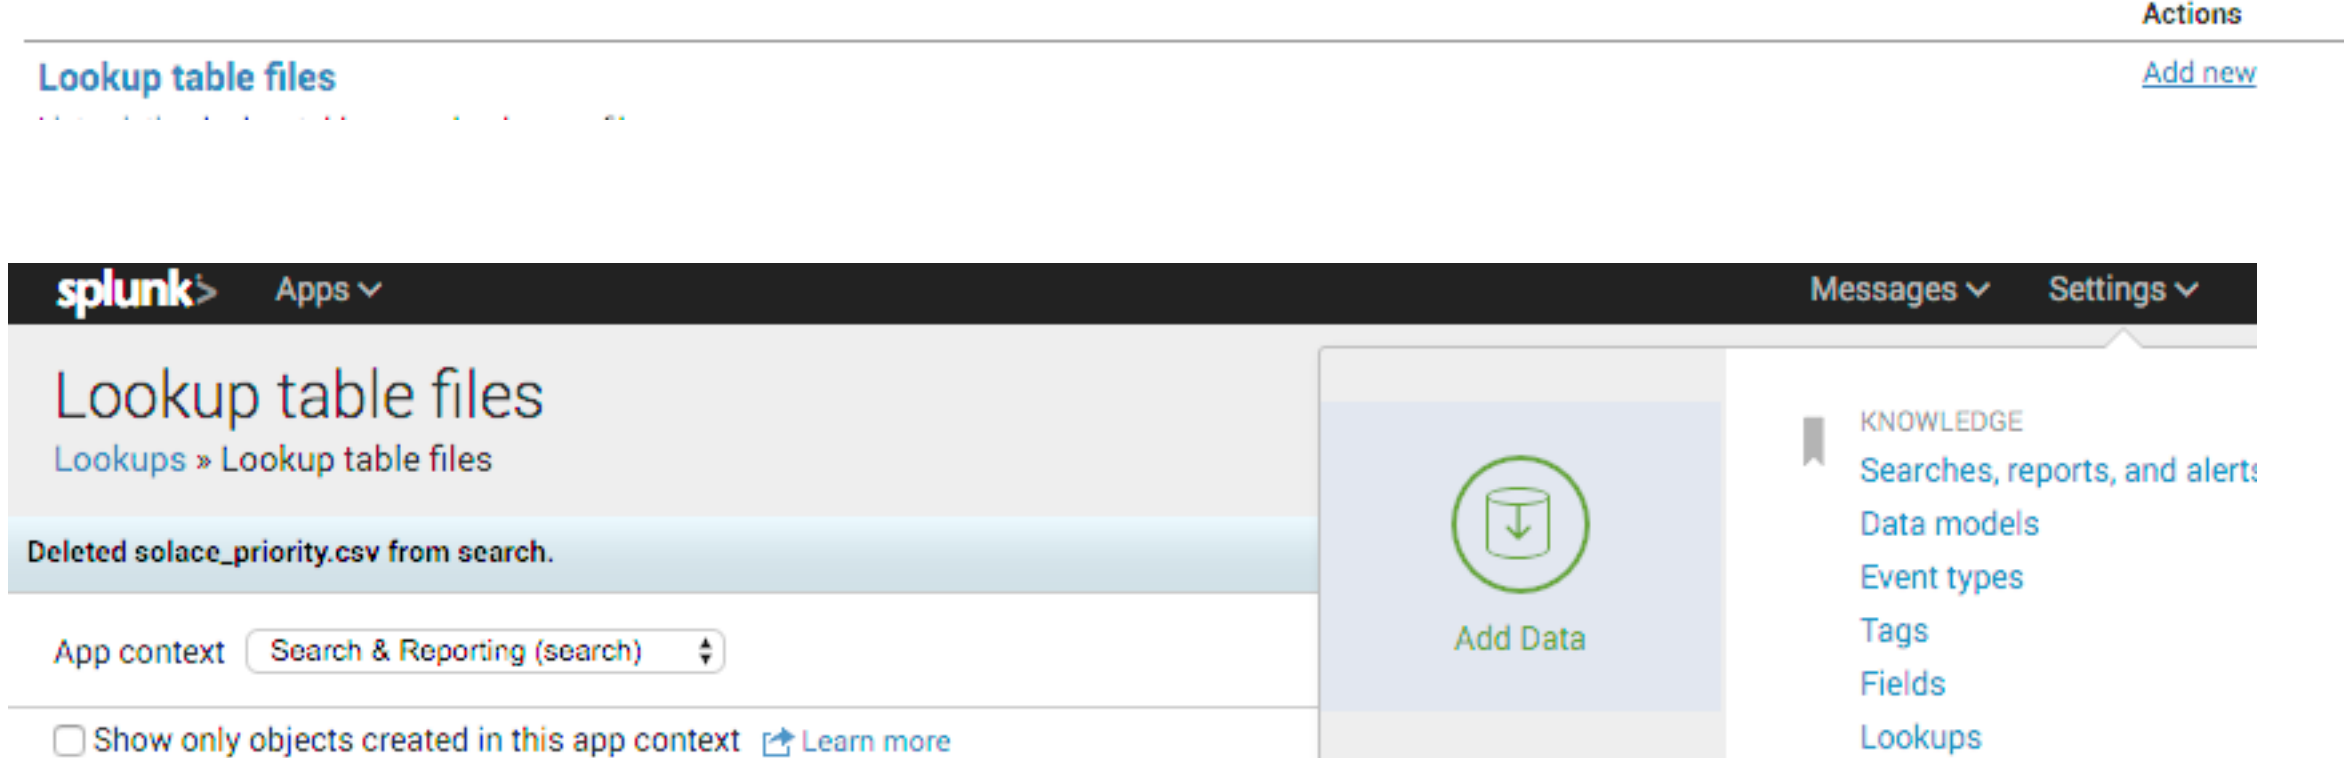 Actions
Lookup table files
Add new
splunk>
Apps
Messages
Settings
Lookup table files
Lookups » Lookup table files
Deleted solace_priority.csv from search.
App context
Search & Reporting (search)
Show only objects created in this app context
Learn more
Add Data
KNOWLEDGE
Searches, reports, and alerts
Data models
Event types
Tags
Fields
Lookups